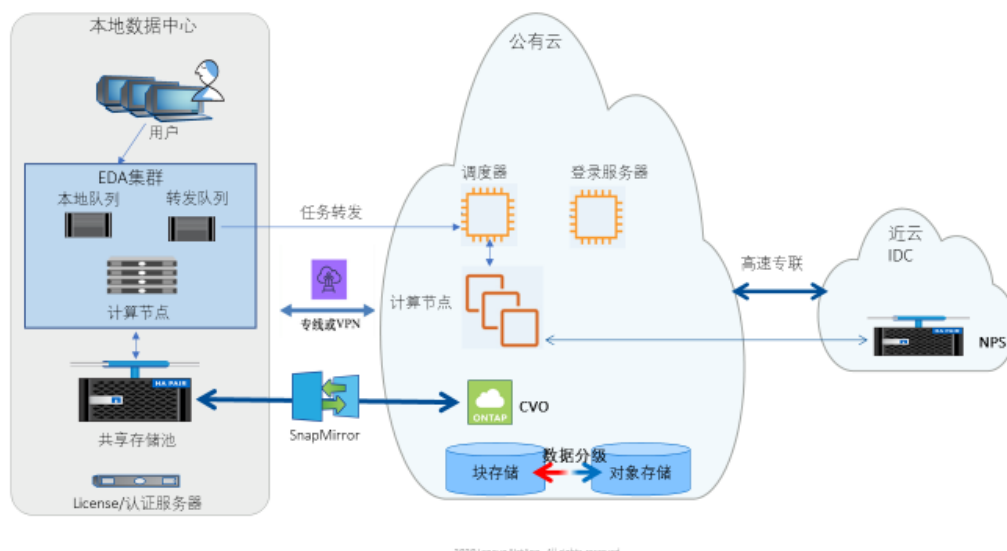 本地数据中心
用户
EDA集群
本地队列
转发队列
计算节点
HA PAIR
共享存储池
License/认证服务器
任务转发
专线或VPN
SnapMirror
公有云
调度器
登录服务器
计算节点
ONTAP
CVO
数据分级
块存储
对象存储
高速专联
近云
IDC
HA PAIR
NPS